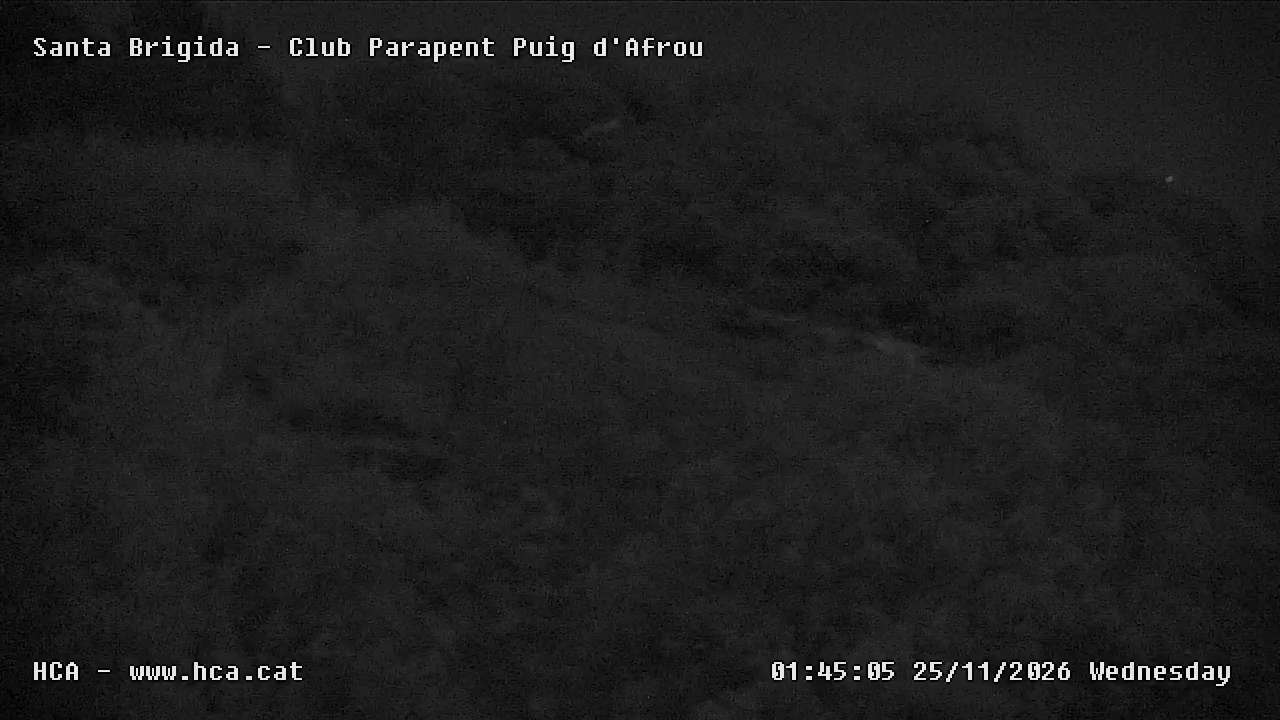 Santa Brigida - Club Parapent Puig d'Afrou
HCA - www.hca.cat
01:45:05 25/11/2026 Wednesday